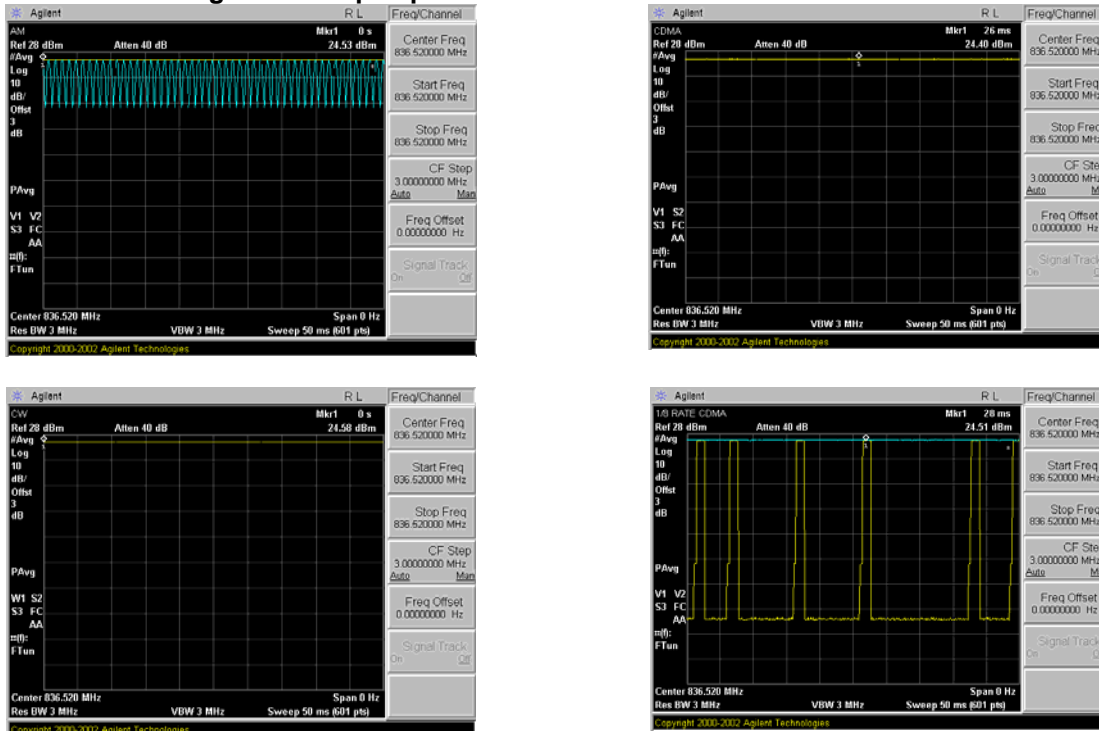 Agilent R L Freq/Channel
AM Mkr1 0 s
Ref 28 dBm Atten 40 dB 24.53 dBm
#Avg
Log
10
dB/
Offst
3
dB
PAvg
V1 V2
S3 FC
AA
FTun
Center 836.520 MHz Span 0 Hz
Res BW 3 MHz VBW 3 MHz Sweep 50 ms (601 pts)
Copyright 2000-2002 Agilent Technologies
Center Freq
836.520000 MHz
Start Freq
836.520000 MHz
Stop Freq
836.520000 MHz
CF Step
3.00000000 MHz
Auto Man
Freq Offset
0.00000000 Hz
Signal Track
On Off
Agilent R L Freq/Channel
CDMA Mkr1 26 ms
Ref 28 dBm Atten 40 dB 24.40 dBm
#Avg
Log
10
dB/
Offst
3
dB
PAvg
V1 S2
S3 FC
AA
FTun
Center 836.520 MHz Span 0 Hz
Res BW 3 MHz VBW 3 MHz Sweep 50 ms (601 pts)
Copyright 2000-2002 Agilent Technologies
Center Freq
836.520000 MHz
Start Freq
836.520000 MHz
Stop Freq
836.520000 MHz
CF Ste
3.00000000 MHz
Auto M
Freq Offset
0.00000000 Hz
Signal Track
On
Agilent R L Freq/Channel
CW Mkr1 0 s
Ref 28 dBm Atten 40 dB 24.58 dBm
#Avg
Log
10
dB/
Offst
3
dB
PAvg
W1 S2
S3 FC
AA
FTun
Center 836.520 MHz Span 0 Hz
Res BW 3 MHz VBW 3 MHz Sweep 50 ms (601 pts)
Copyright 2000-2002 Agilent Technologies
Center Freq
836.520000 MHz
Start Freq
836.520000 MHz
Stop Freq
836.520000 MHz
CF Step
3.00000000 MHz
Auto Man
Freq Offset
0.00000000 Hz
Signal Track
On Off
Agilent R L Freq/Channel
1/8 RATE CDMA Mkr1 28 ms
Ref 28 dBm Atten 40 dB 24.51 dBm
#Avg
Log
10
dB/
Offst
3
dB
PAvg
V1 V2
S3 FC
AA
FTun
Center 836.520 MHz Span 0 Hz
Res BW 3 MHz VBW 3 MHz Sweep 50 ms (601 pts)
Copyright 2000-2002 Agilent Technologies
Center Freq
836.520000 MHz
Start Freq
836.520000 MHz
Stop Freq
836.520000 MHz
CF Ste
3.00000000 MHz
Auto M
Freq Offset
0.00000000 Hz
Signal Track
On